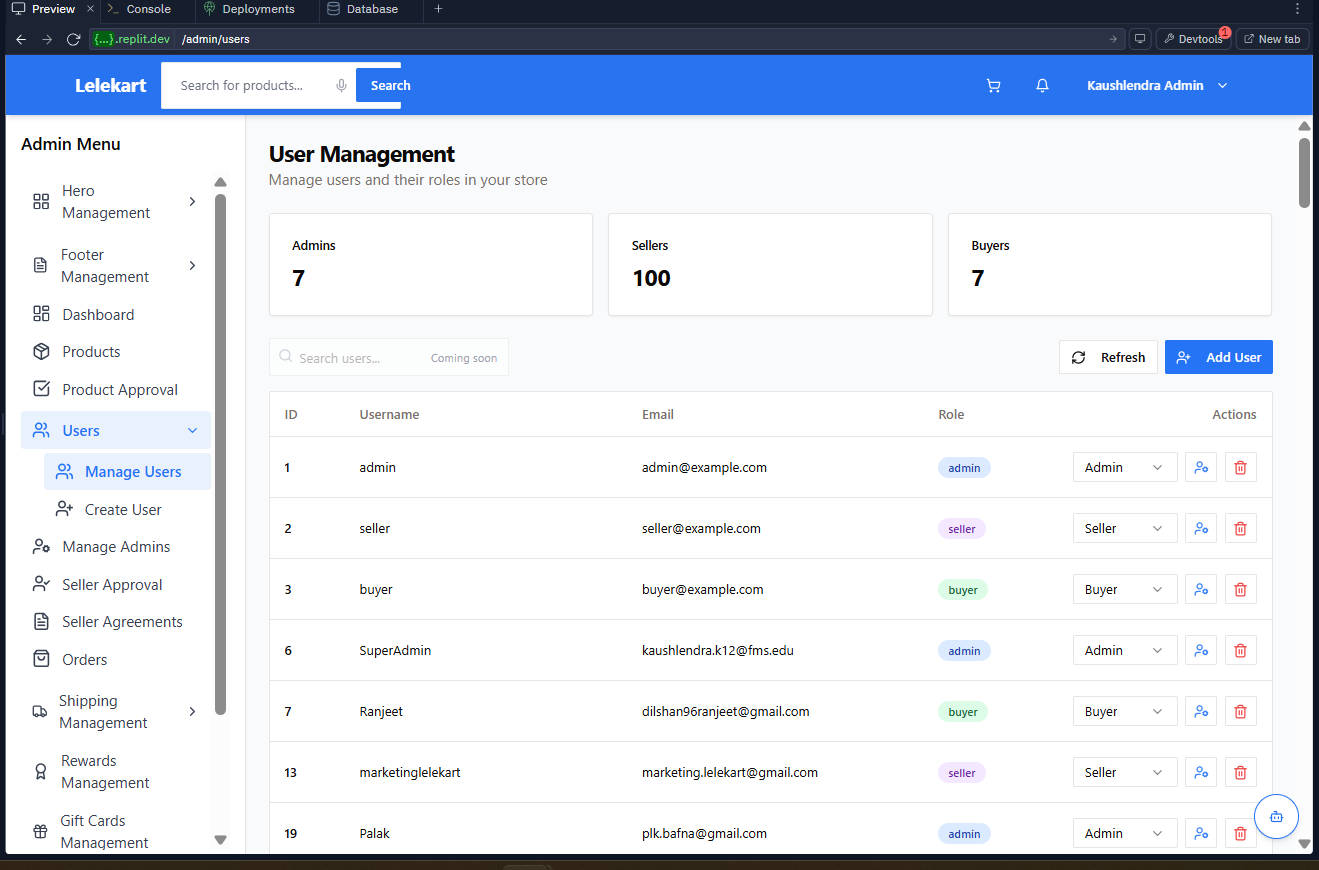 Preview
Console
Deployments
Database
{...}.replit.dev /admin/users
Devtools 1
New tab
Lelekart
Search for products...
Search
Kaushlendra Admin
Admin Menu
Hero
Management
Footer
Management
Dashboard
Products
Product Approval
Users
Manage Users
Create User
Manage Admins
Seller Approval
Seller Agreements
Orders
Shipping
Management
Rewards
Management
Gift Cards
Management
User Management
Manage users and their roles in your store
Admins
7
Sellers
100
Buyers
7
Search users... Coming soon
Refresh
Add User
ID Username Email Role Actions
1 admin admin@example.com admin Admin
2 seller seller@example.com seller Seller
3 buyer buyer@example.com buyer Buyer
6 SuperAdmin kaushlendra.k12@fms.edu admin Admin
7 Ranjeet dilshan96ranjeet@gmail.com buyer Buyer
13 marketinglelekart marketing.lelekart@gmail.com seller Seller
19 Palak plk.bafna@gmail.com admin Admin